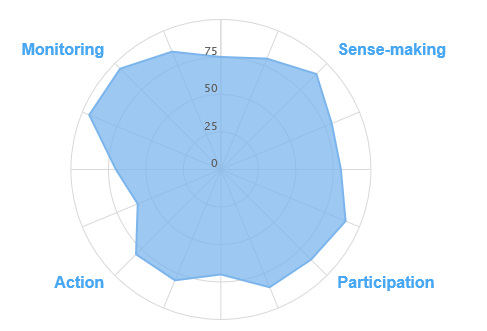 Monitoring
Sense-making
75
50
25
0
Action
Participation